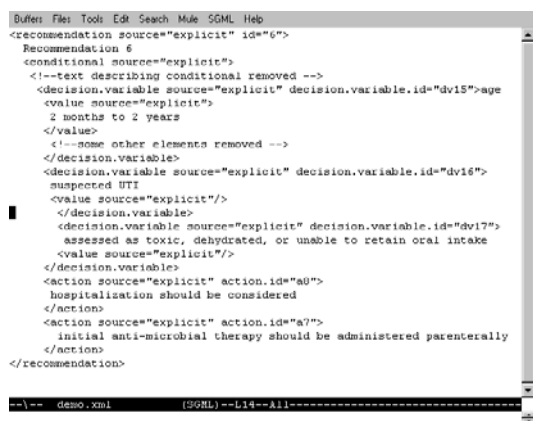 Buffers Files Tools Edit Search Mule SGML Help
<recommendation source="explicit" id="6">
Recommendation 6
<conditional source="explicit">
<!--text describing conditional removed -->
<decision.variable source="explicit" decision.variable.id="dv15">age
<value source="explicit">
2 months to 2 years
</value>
<!--some other elements removed -->
</decision.variable>
<decision.variable source="explicit" decision.variable.id="dv16">
suspected UTI
<value source="explicit"/>
</decision.variable>
<decision.variable source="explicit" decision.variable.id="dv17">
assessed as toxic, dehydrated, or unable to retain oral intake
<value source="explicit"/>
</decision.variable>
<action source="explicit" action.id="a8">
hospitalization should be considered
</action>
<action source="explicit" action.id="a7">
initial anti-microbial therapy should be administered parenterally
</action>
</recommendation>
--\-- demo.xml (SGML)--L14--All--------------------------------